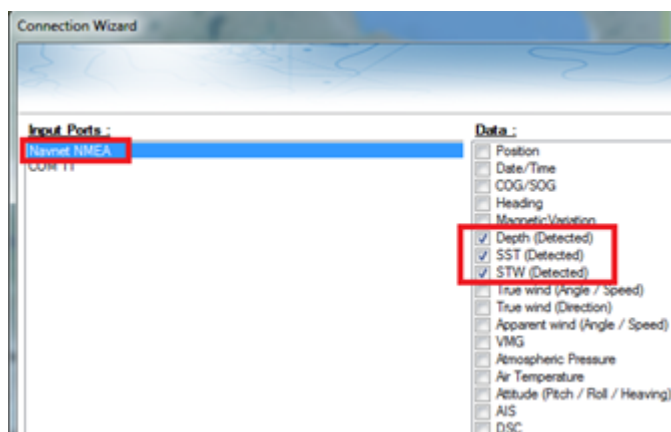 Connection Wizard
Input Ports :
Navnet NMEA
COM 11
Data :
Position
Date/Time
COG/SOG
Heading
Magnetic Variation
Depth (Detected)
SST (Detected)
STW (Detected)
True wind (Angle / Speed)
True wind (Direction)
Apparent wind (Angle / Speed)
VMG
Atmospheric Pressure
Air Temperature
Attitude (Pitch / Roll / Heaving)
AIS
DSC